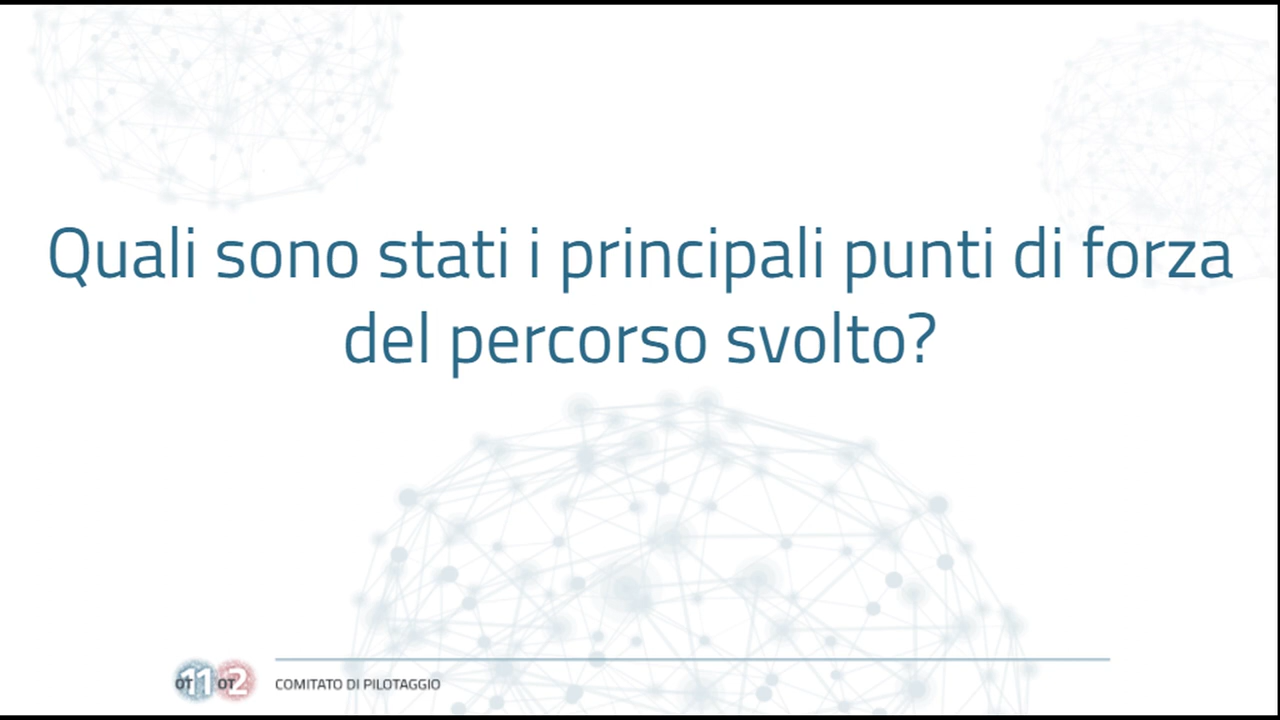 Quali sono stati i principali punti di forza
del percorso svolto?
OT11 OT2 COMITATO DI PILOTAGGIO